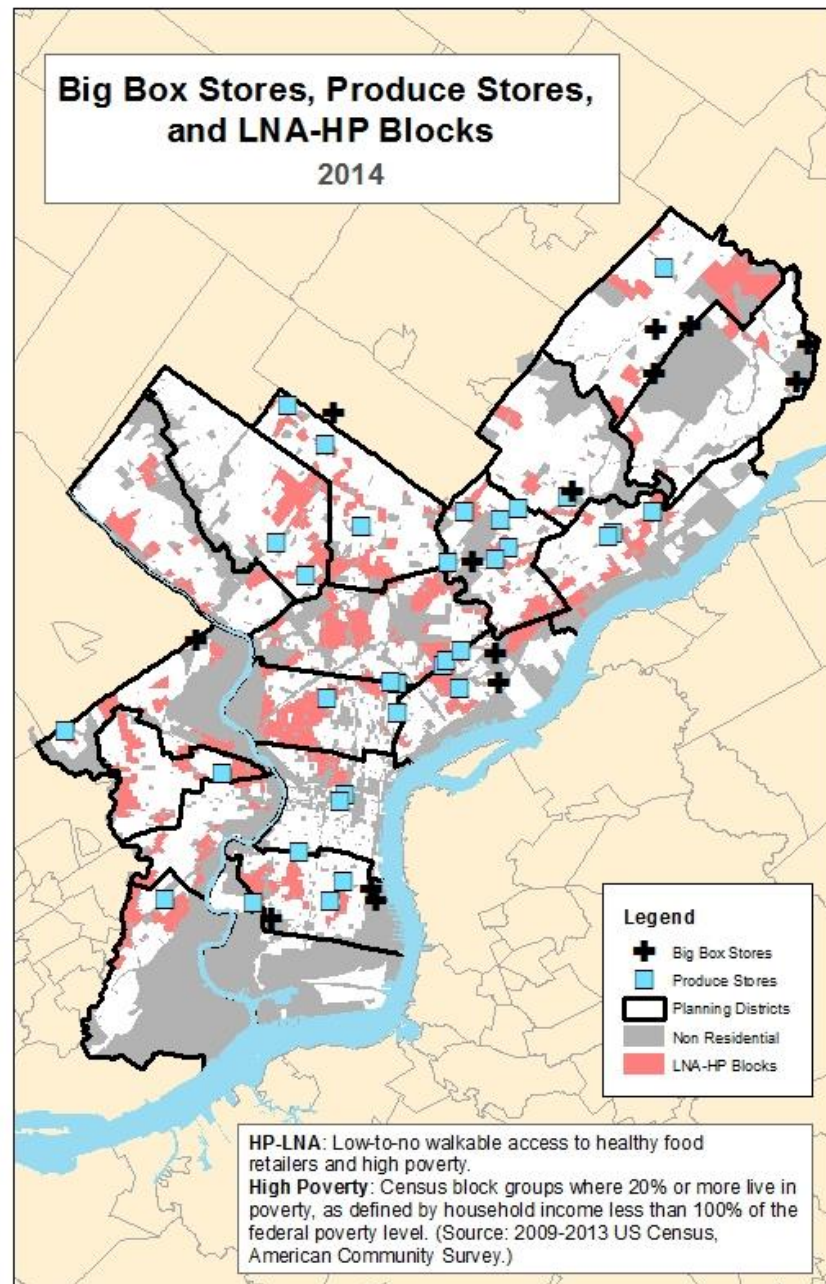 Big Box Stores, Produce Stores,
and LNA-HP Blocks
2014
Legend
Big Box Stores
Produce Stores
Planning Districts
Non Residential
LNA-HP Blocks
HP-LNA: Low-to-no walkable access to healthy food
retailers and high poverty.
High Poverty: Census block groups where 20% or more live in
poverty, as defined by household income less than 100% of the
federal poverty level. (Source: 2009-2013 US Census,
American Community Survey.)